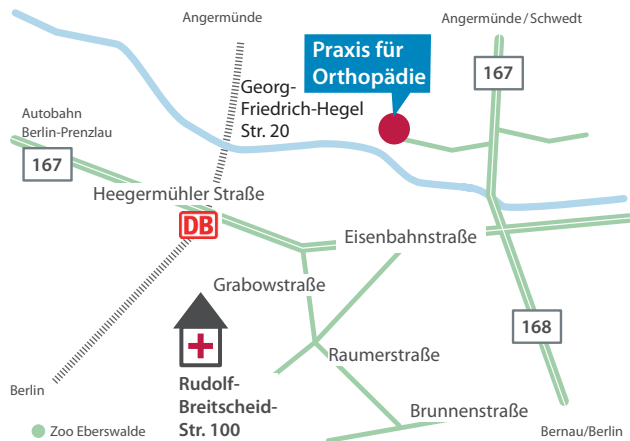 Angermünde
Angermünde/Schwedt
Praxis für
Orthopädie
167
Georg-
Friedrich-Hegel
Str. 20
Autobahn
Berlin-Prenzlau
167
Heegermühler Straße
DB
Eisenbahnstraße
Grabowstraße
168
Raumerstraße
Rudolf-
Breitscheid-
Str. 100
Berlin
Brunnenstraße
Zoo Eberswalde
Bernau/Berlin